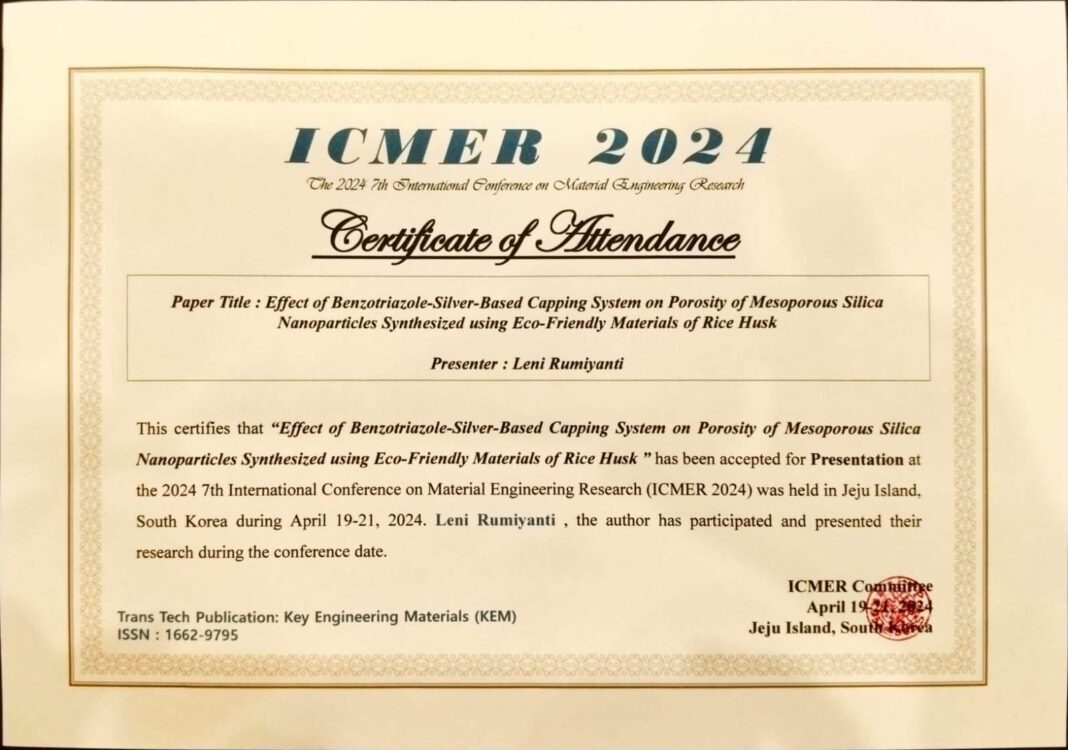 ICMER 2024
The 2024 7th International Conference on Material Engineering Research
Certificate of Attendance
Paper Title : Effect of Benzotriazole-Silver-Based Capping System on Porosity of Mesoporous Silica
Nanoparticles Synthesized using Eco-Friendly Materials of Rice Husk
Presenter : Leni Rumiyanti
This certifies that “Effect of Benzotriazole-Silver-Based Capping System on Porosity of Mesoporous Silica
Nanoparticles Synthesized using Eco-Friendly Materials of Rice Husk ” has been accepted for Presentation at
the 2024 7th International Conference on Material Engineering Research (ICMER 2024) was held in Jeju Island,
South Korea during April 19-21, 2024. Leni Rumiyanti , the author has participated and presented their
research during the conference date.
ICMER Committee
April 19-21, 2024
Jeju Island, South Korea
Trans Tech Publication: Key Engineering Materials (KEM)
ISSN : 1662-9795